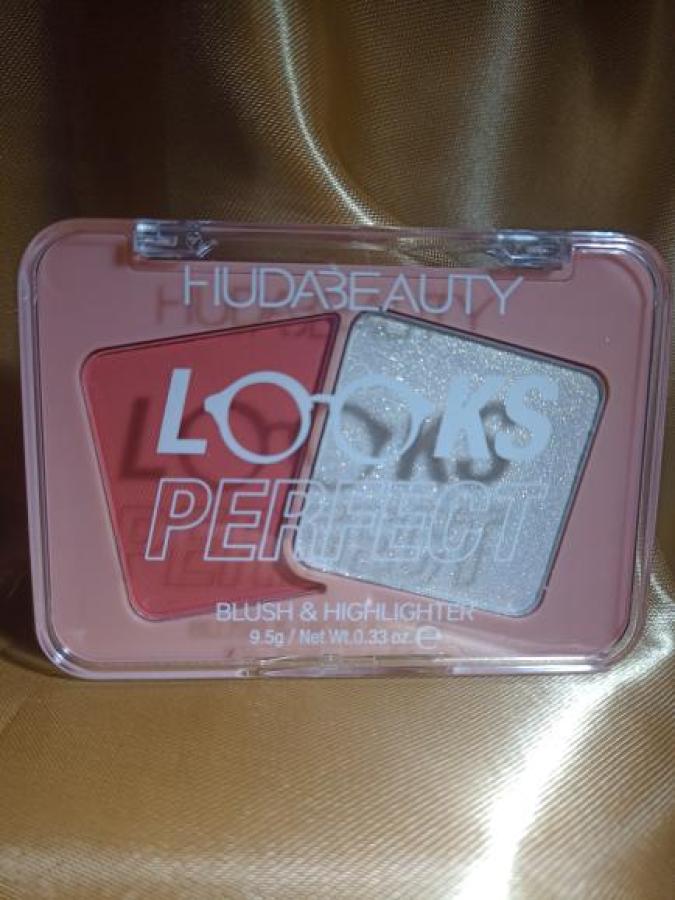 HUDABEAUTY
LOOKS
PERFECT
BLUSH & HIGHLIGHTER
9.5g / Net Wt.0.33 oz. ℮